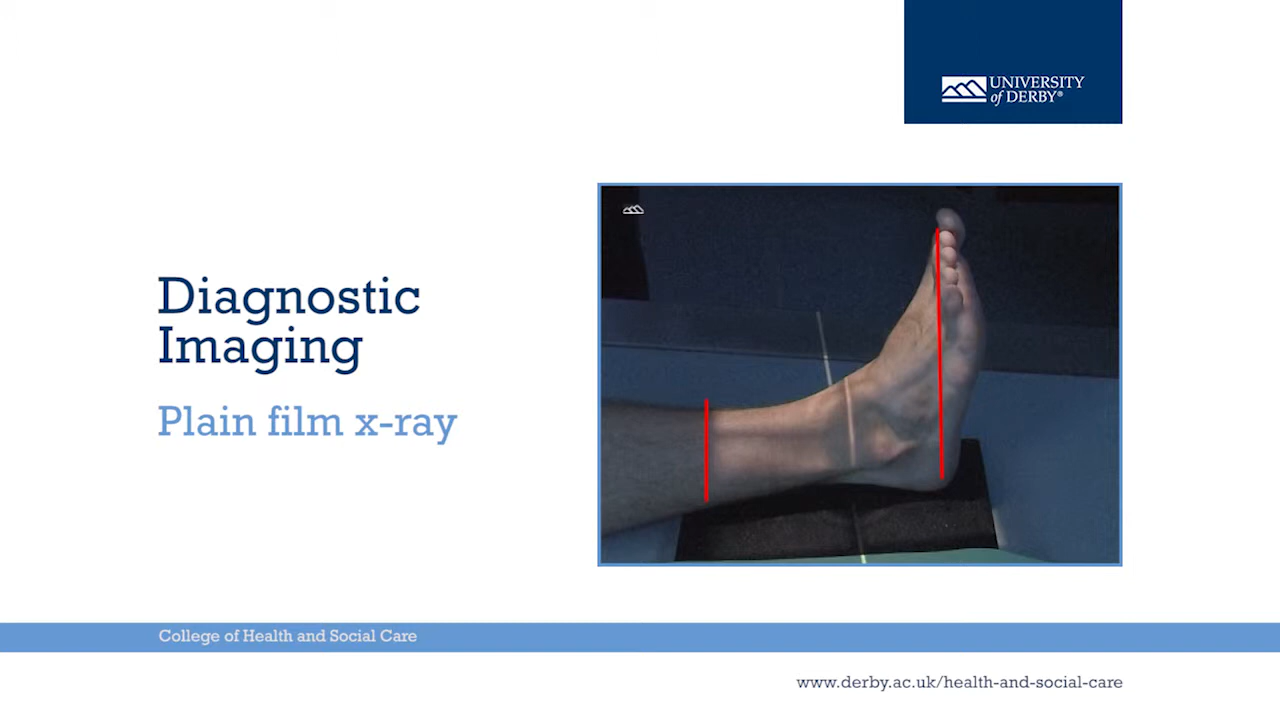 UNIVERSITY
of DERBY®
Diagnostic
Imaging
Plain film x-ray
College of Health and Social Care
www.derby.ac.uk/health-and-social-care